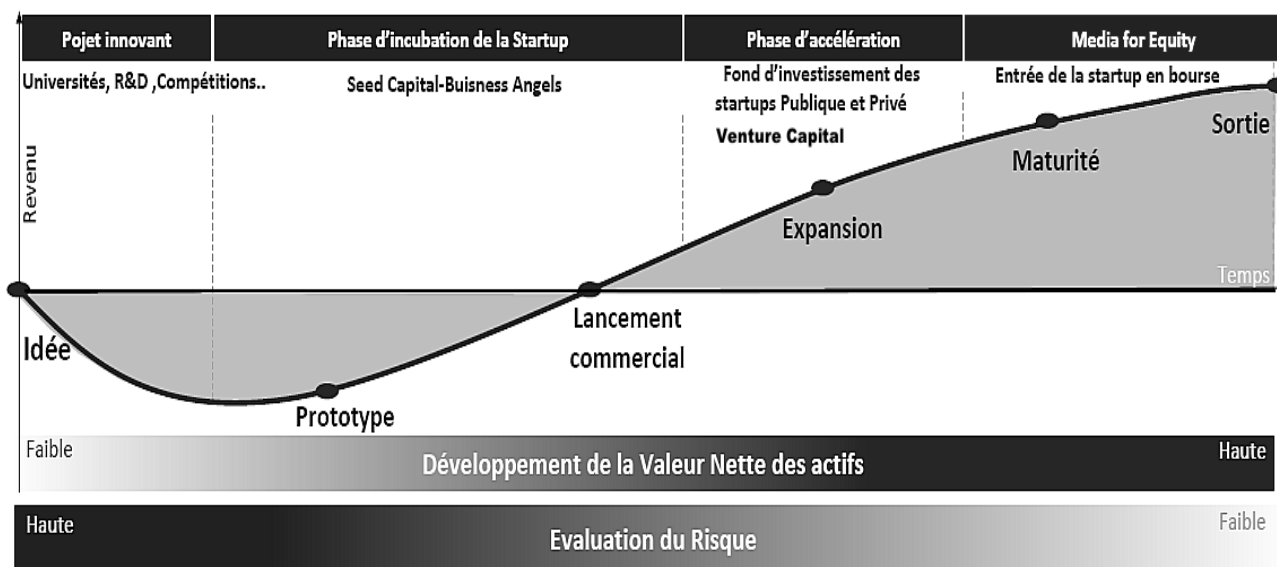 Pojet innovant
Phase d'incubation de la Startup
Phase d'accélération
Media for Equity
Universités, R&D ,Compétitions..
Seed Capital-Buisness Angels
Fond d'investissement des
startups Publique et Privé
Venture Capital
Entrée de la startup en bourse
Revenu
Sortie
Maturité
Expansion
Temps
Idée
Lancement
commercial
Prototype
Faible
Développement de la Valeur Nette des actifs
Haute
Haute
Evaluation du Risque
Faible